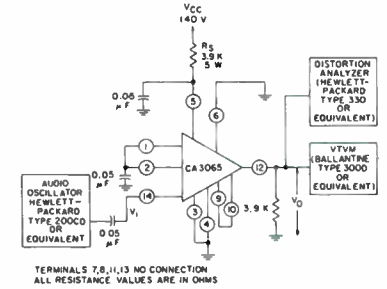 VCC
140 V
RS
3.9 K
5 W
0.05
µF
5
6
DISTORTION
ANALYZER
(HEWLETT-
PACKARD
TYPE 330
OR
EQUIVALENT)
1
2
0.05
µF
CA3065
12
VTVM
(BALLANTINE
TYPE 300D
OR
EQUIVALENT)
AUDIO
OSCILLATOR
HEWLETT-
PACKARD
TYPE 200CD
OR
EQUIVALENT
V1
14
0.05
µF
3
4
9
10
3.9 K
VO
TERMINALS 7,8,11,13 NO CONNECTION
ALL RESISTANCE VALUES ARE IN OHMS